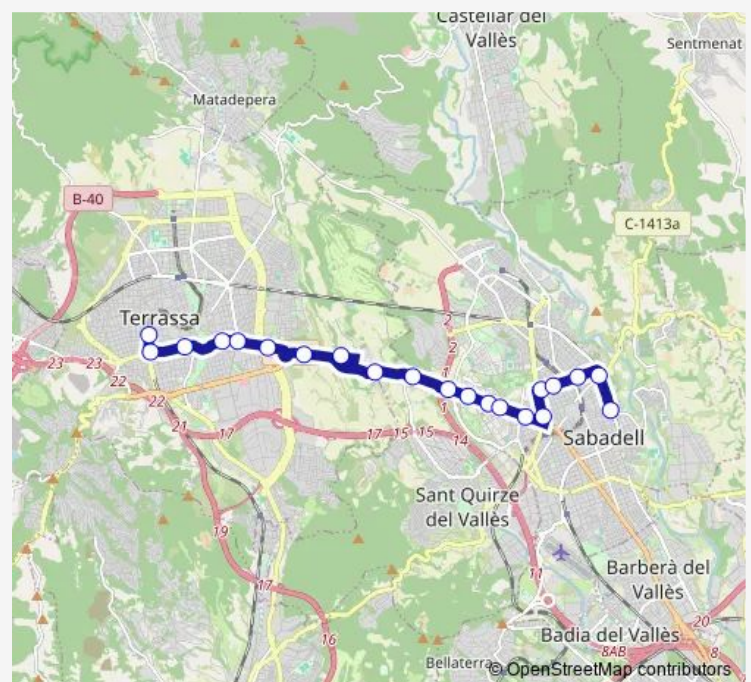 Castellar del
Vallès
Sentmenat
Matadepera
B-40
C-1413a
Terrassa
2
2
1
1
23
23
22
22
21
17
17
15
15
14
Sabadell
Sant Quirze
del Vallès
19
17
16
11
Barberà del
Vallès
20
Badia del Vallès
8AB
8
Bellaterra
© OpenStreetMap contributors